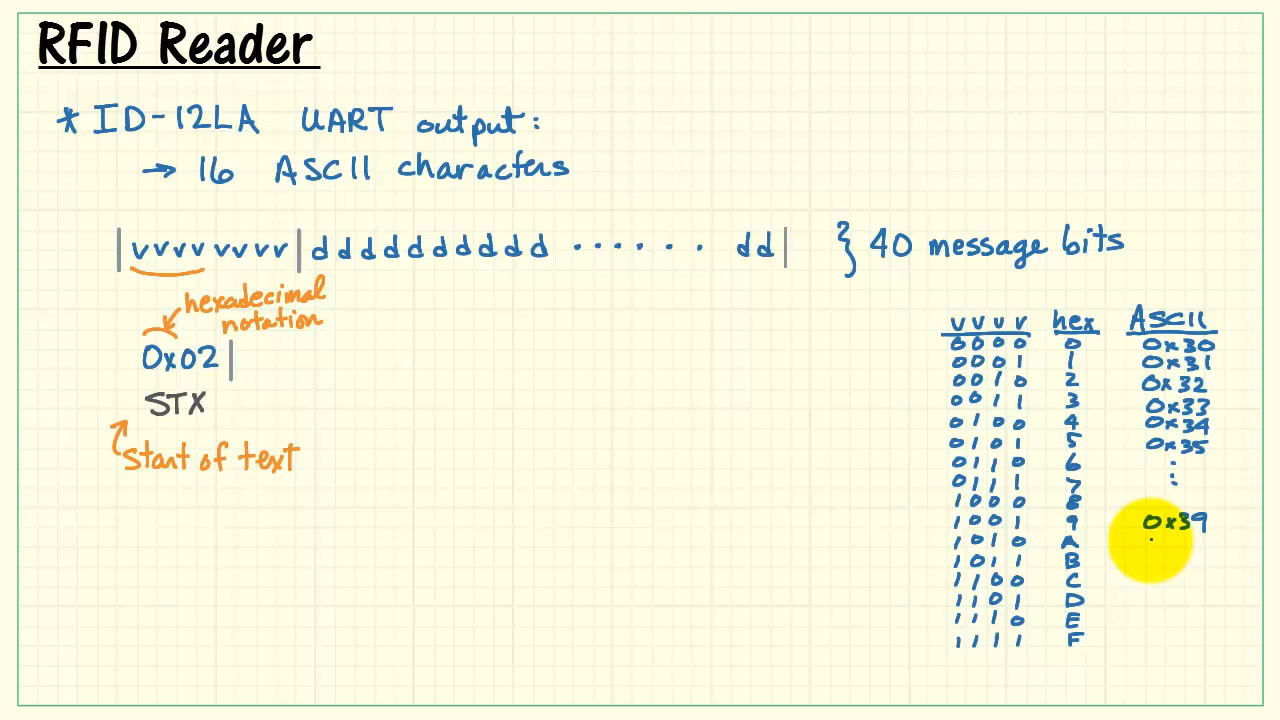 RFID Reader
* ID-12LA UART output:
→ 16 ASCII characters
|vvvvvvvv|dddddddddd ······ dd| } 40 message bits
hexadecimal
notation
0x02|
STX
Start of text
vvvv hex ASCII
0000 0 0x30
0001 1 0x31
0010 2 0x32
0011 3 0x33
0100 4 0x34
0101 5 0x35
0110 6 :
0111 7 :
1000 8
1001 9 0x39
1010 A
1011 B
1100 C
1101 D
1110 E
1111 F